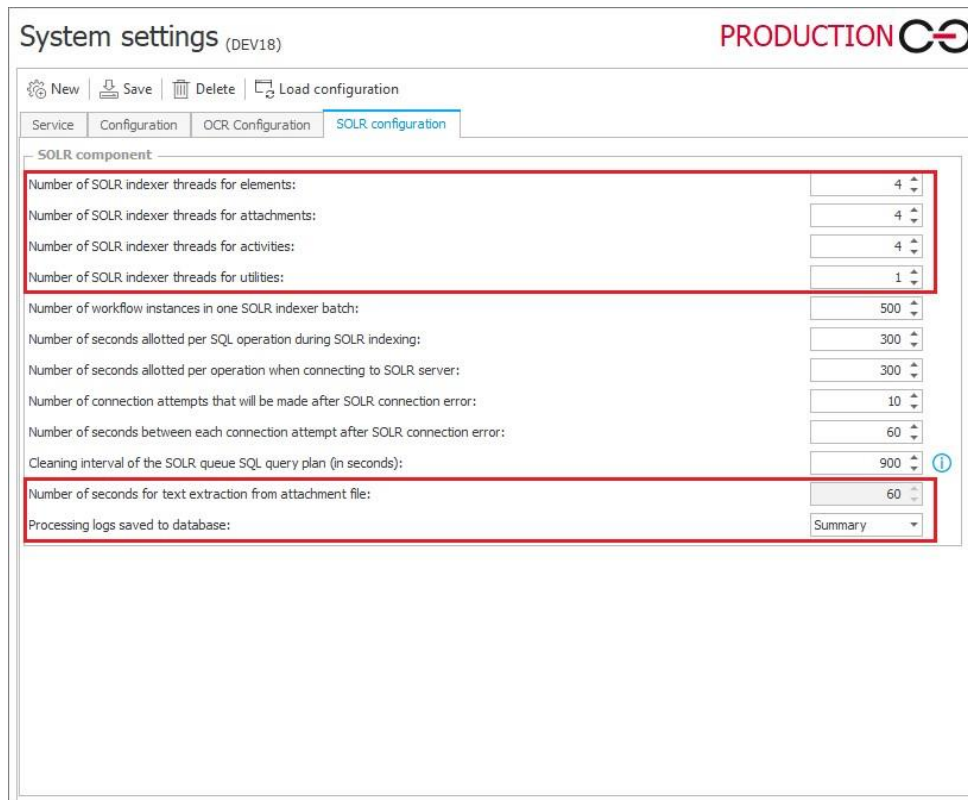 System settings (DEV18)
PRODUCTION
New Save Delete Load configuration
Service Configuration OCR Configuration SOLR configuration
SOLR component
Number of SOLR indexer threads for elements: 4
Number of SOLR indexer threads for attachments: 4
Number of SOLR indexer threads for activities: 4
Number of SOLR indexer threads for utilities: 1
Number of workflow instances in one SOLR indexer batch: 500
Number of seconds allotted per SQL operation during SOLR indexing: 300
Number of seconds allotted per operation when connecting to SOLR server: 300
Number of connection attempts that will be made after SOLR connection error: 10
Number of seconds between each connection attempt after SOLR connection error: 60
Cleaning interval of the SOLR queue SQL query plan (in seconds): 900
Number of seconds for text extraction from attachment file: 60
Processing logs saved to database: Summary